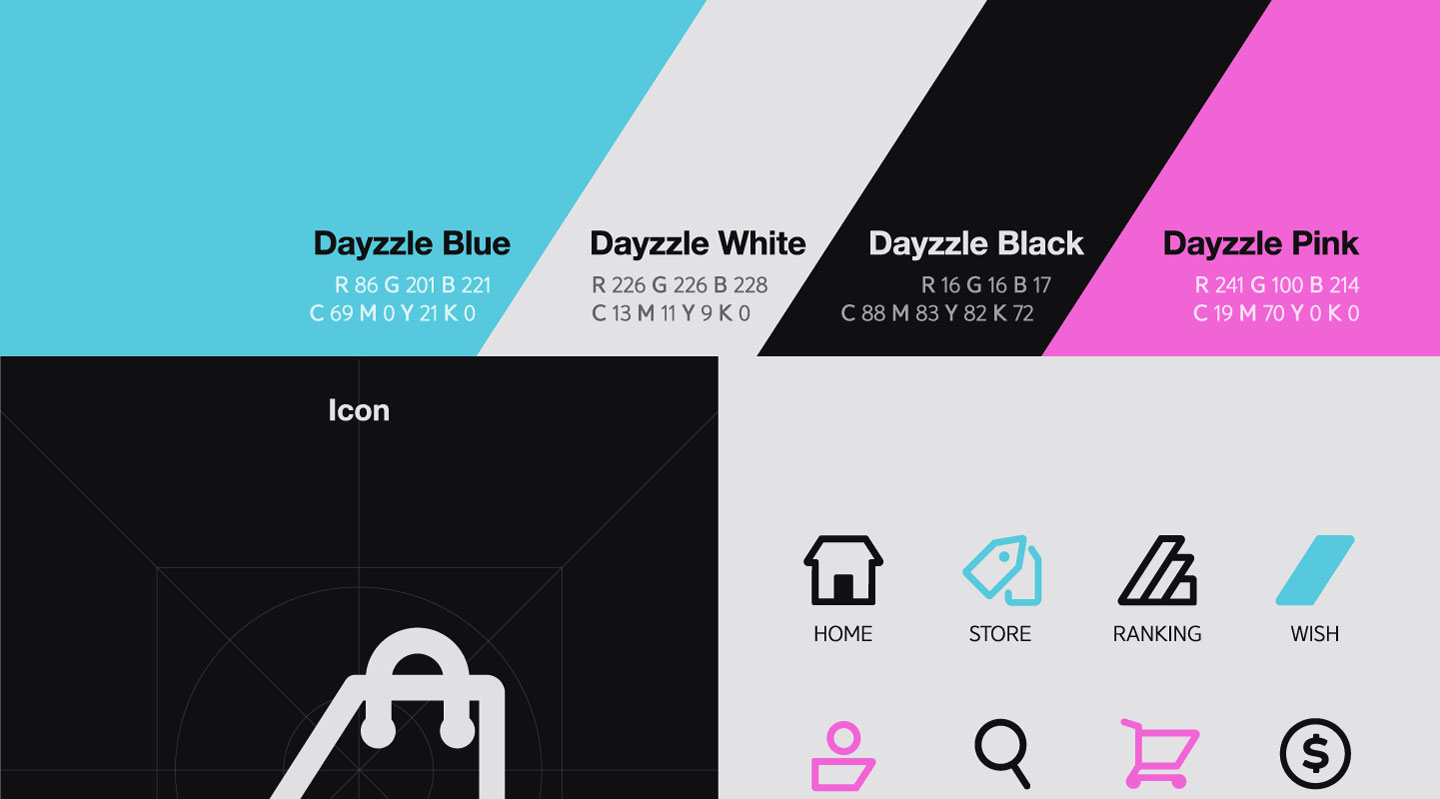 Dayzzle Blue
R 86 G 201 B 221
C 69 M 0 Y 21 K 0
Dayzzle White
R 226 G 226 B 228
C 13 M 11 Y 9 K 0
Dayzzle Black
R 16 G 16 B 17
C 88 M 83 Y 82 K 72
Dayzzle Pink
R 241 G 100 B 214
C 19 M 70 Y 0 K 0
Icon
HOME
STORE
RANKING
WISH
$